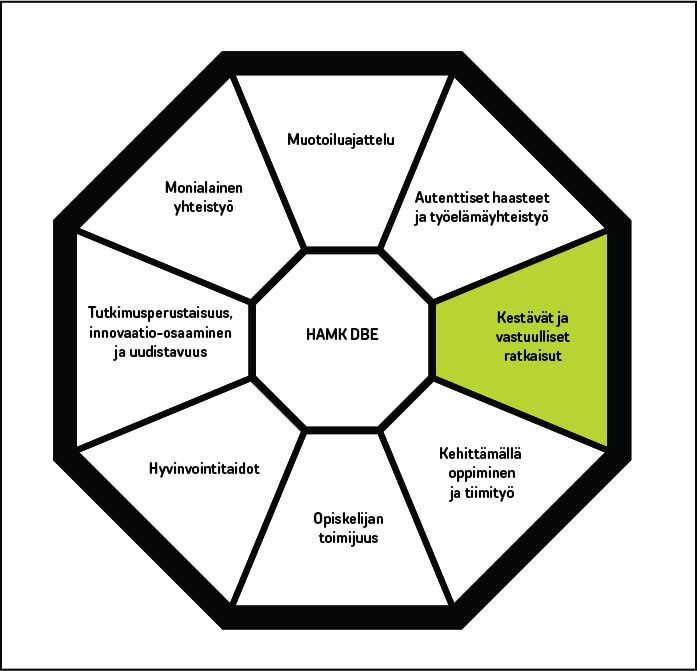 Muotoiluajattelu
Monialainen
yhteistyö
Autenttiset haasteet
ja työelämäyhteistyö
Tutkimusperustaisuus,
innovaatio-osaaminen
ja uudistavuus
HAMK DBE
Kestävät ja
vastuulliset
ratkaisut
Hyvinvointitaidot
Kehittämällä
oppiminen
ja tiimityö
Opiskelijan
toimijuus